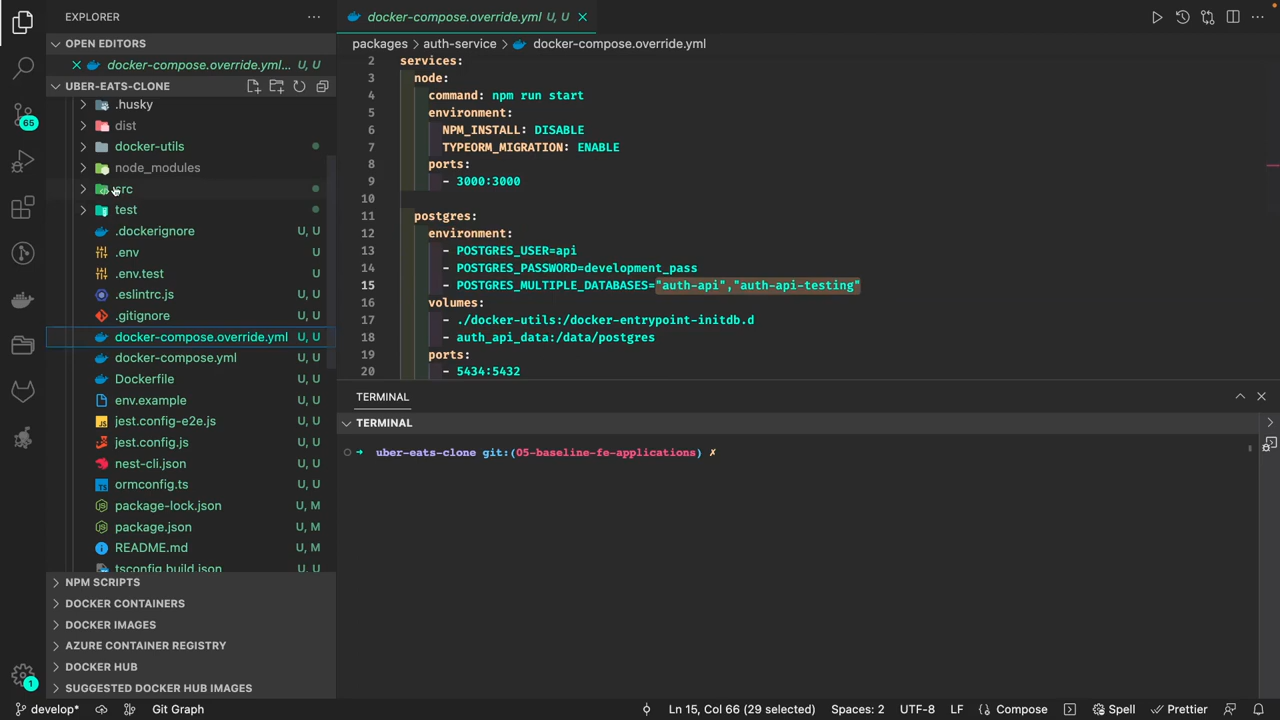 EXPLORER
OPEN EDITORS
docker-compose.override.yml... U, U
UBER-EATS-CLONE
.husky
dist
docker-utils
node_modules
src
test
.dockerignore U, U
.env U
.env.test U
.eslintrc.js U, U
.gitignore U, U
docker-compose.override.yml U, U
docker-compose.yml U, U
Dockerfile U, U
env.example U, U
jest.config-e2e.js U, U
jest.config.js U, U
nest-cli.json U, U
ormconfig.ts U, U
package-lock.json U, M
package.json U, M
README.md U, M
tsconfig.build.json U, U
NPM SCRIPTS
DOCKER CONTAINERS
DOCKER IMAGES
AZURE CONTAINER REGISTRY
DOCKER HUB
SUGGESTED DOCKER HUB IMAGES
65
1
docker-compose.override.yml U, U
packages > auth-service > docker-compose.override.yml
2 services:
3 node:
4 command: npm run start
5 environment:
6 NPM_INSTALL: DISABLE
7 TYPEORM_MIGRATION: ENABLE
8 ports:
9 - 3000:3000
10
11 postgres:
12 environment:
13 - POSTGRES_USER=api
14 - POSTGRES_PASSWORD=development_pass
15 - POSTGRES_MULTIPLE_DATABASES="auth-api","auth-api-testing"
16 volumes:
17 - ./docker-utils:/docker-entrypoint-initdb.d
18 - auth_api_data:/data/postgres
19 ports:
20 - 5434:5432
TERMINAL
TERMINAL
uber-eats-clone git:(05-baseline-fe-applications) ✗
develop* Git Graph Ln 15, Col 66 (29 selected) Spaces: 2 UTF-8 LF {} Compose Spell Prettier